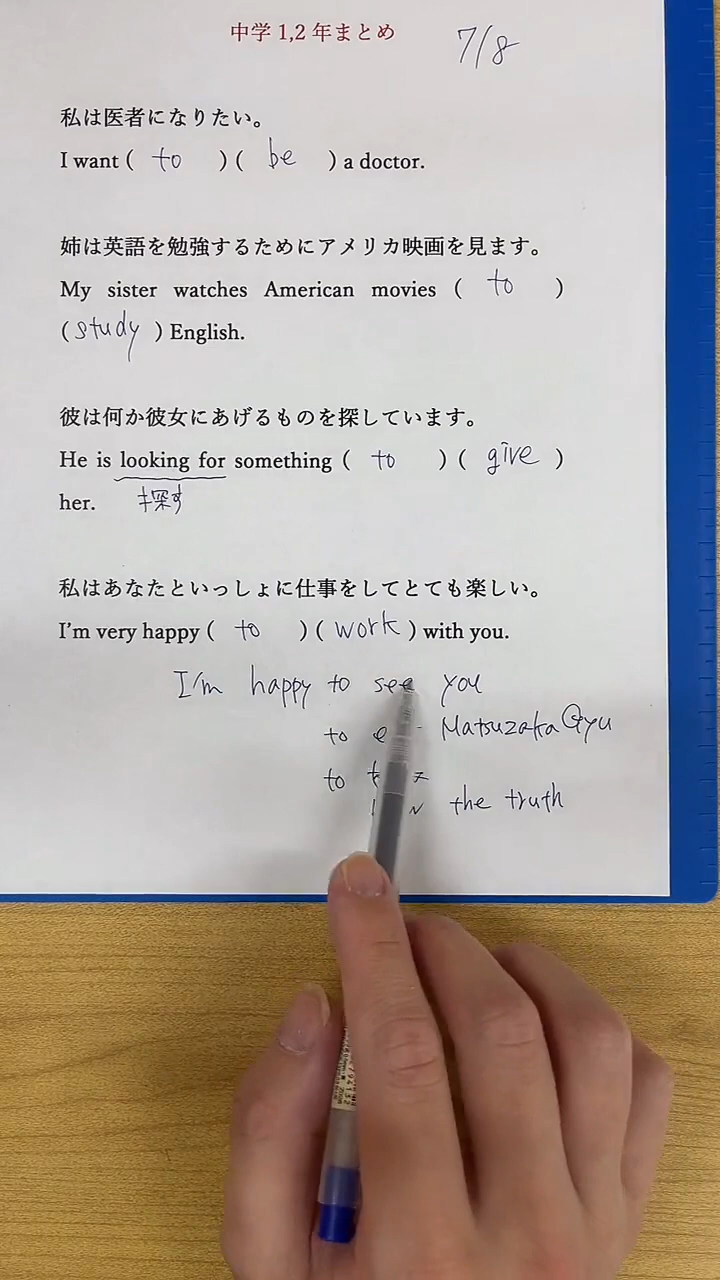 中学 1,2 年まとめ
7/8
私は医者になりたい。
I want ( to ) ( be ) a doctor.
姉は英語を勉強するためにアメリカ映画を見ます。
My sister watches American movies ( to )
( study ) English.
彼は何か彼女にあげるものを探しています。
He is looking for something ( to ) ( give )
her. 探す
私はあなたといっしょに仕事をしてとても楽しい。
I'm very happy ( to ) ( work ) with you.
I'm happy to see you
to Matsuzaka Gyu
to
the truth